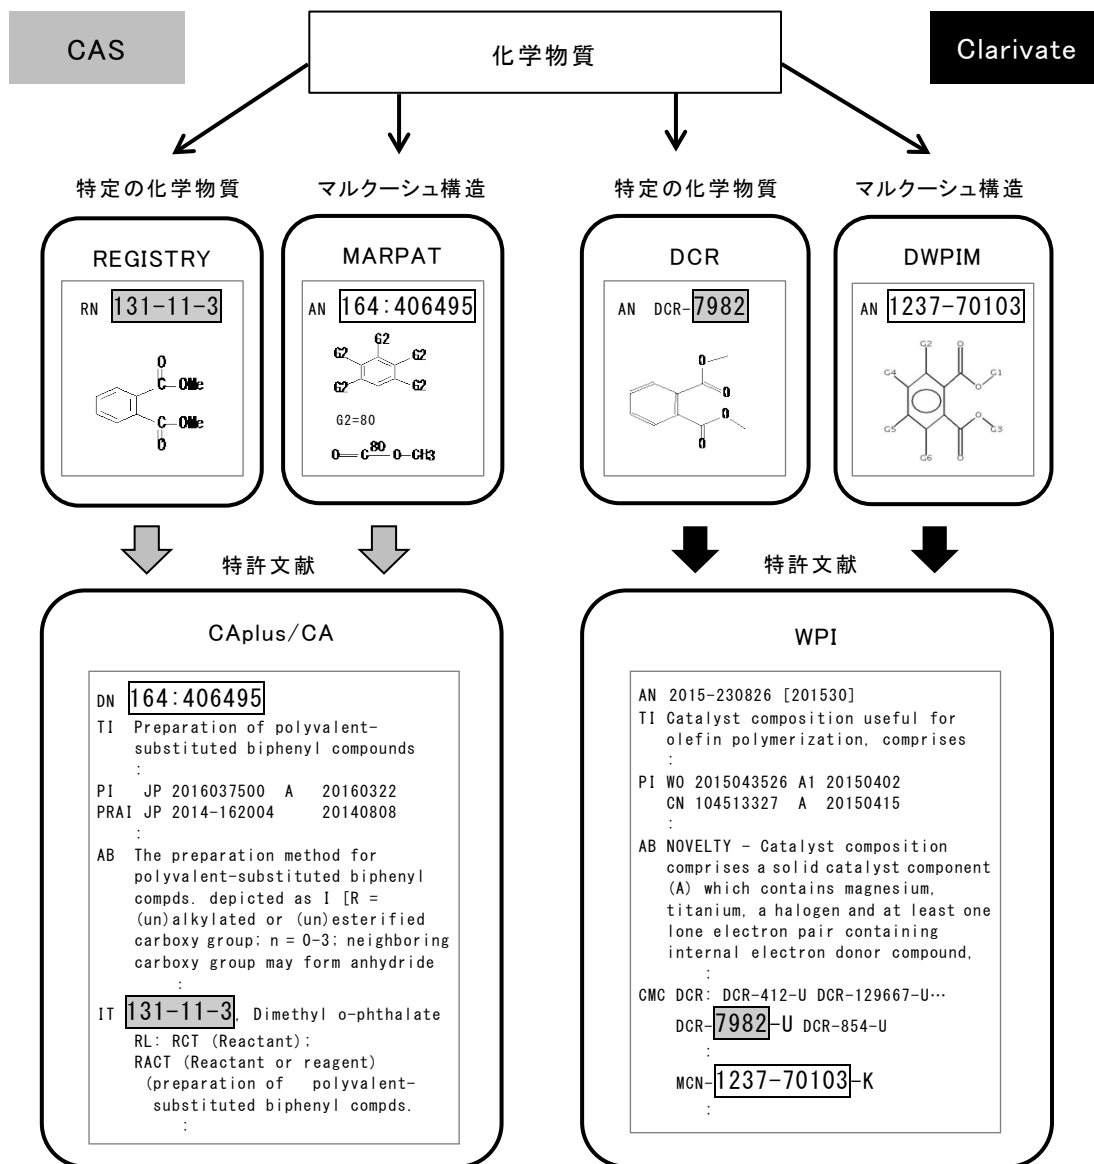 CAS
化学物質
Clarivate
特定の化学物質
マルクーシュ構造
特定の化学物質
マルクーシュ構造
REGISTRY
RN 131-11-3
O
C OMe
C OMe
O
MARPAT
AN 164:406495
G2
G2 G2
G2 G2
G2=80
80
O C O CH3
DCR
AN DCR-7982
O
O
O
O
DWPIM
AN 1237-70103
G2 O
G4 G1
O
O
G5 G3
G6 O
特許文献
特許文献
CAplus/CA
DN 164:406495
TI Preparation of polyvalent-
substituted biphenyl compounds
:
PI JP 2016037500 A 20160322
PRAI JP 2014-162004 20140808
:
AB The preparation method for
polyvalent-substituted biphenyl
compds. depicted as I [R =
(un)alkylated or (un)esterified
carboxy group; n = 0-3; neighboring
carboxy group may form anhydride
:
IT 131-11-3, Dimethyl o-phthalate
RL: RCT (Reactant);
RACT (Reactant or reagent)
(preparation of polyvalent-
substituted biphenyl compds.
:
WPI
AN 2015-230826 [201530]
TI Catalyst composition useful for
olefin polymerization, comprises
:
PI WO 2015043526 A1 20150402
CN 104513327 A 20150415
:
AB NOVELTY - Catalyst composition
comprises a solid catalyst component
(A) which contains magnesium,
titanium, a halogen and at least one
lone electron pair containing
internal electron donor compound,
:
CMC DCR: DCR-412-U DCR-129667-U…
DCR-7982-U DCR-854-U
:
MCN-1237-70103-K
: